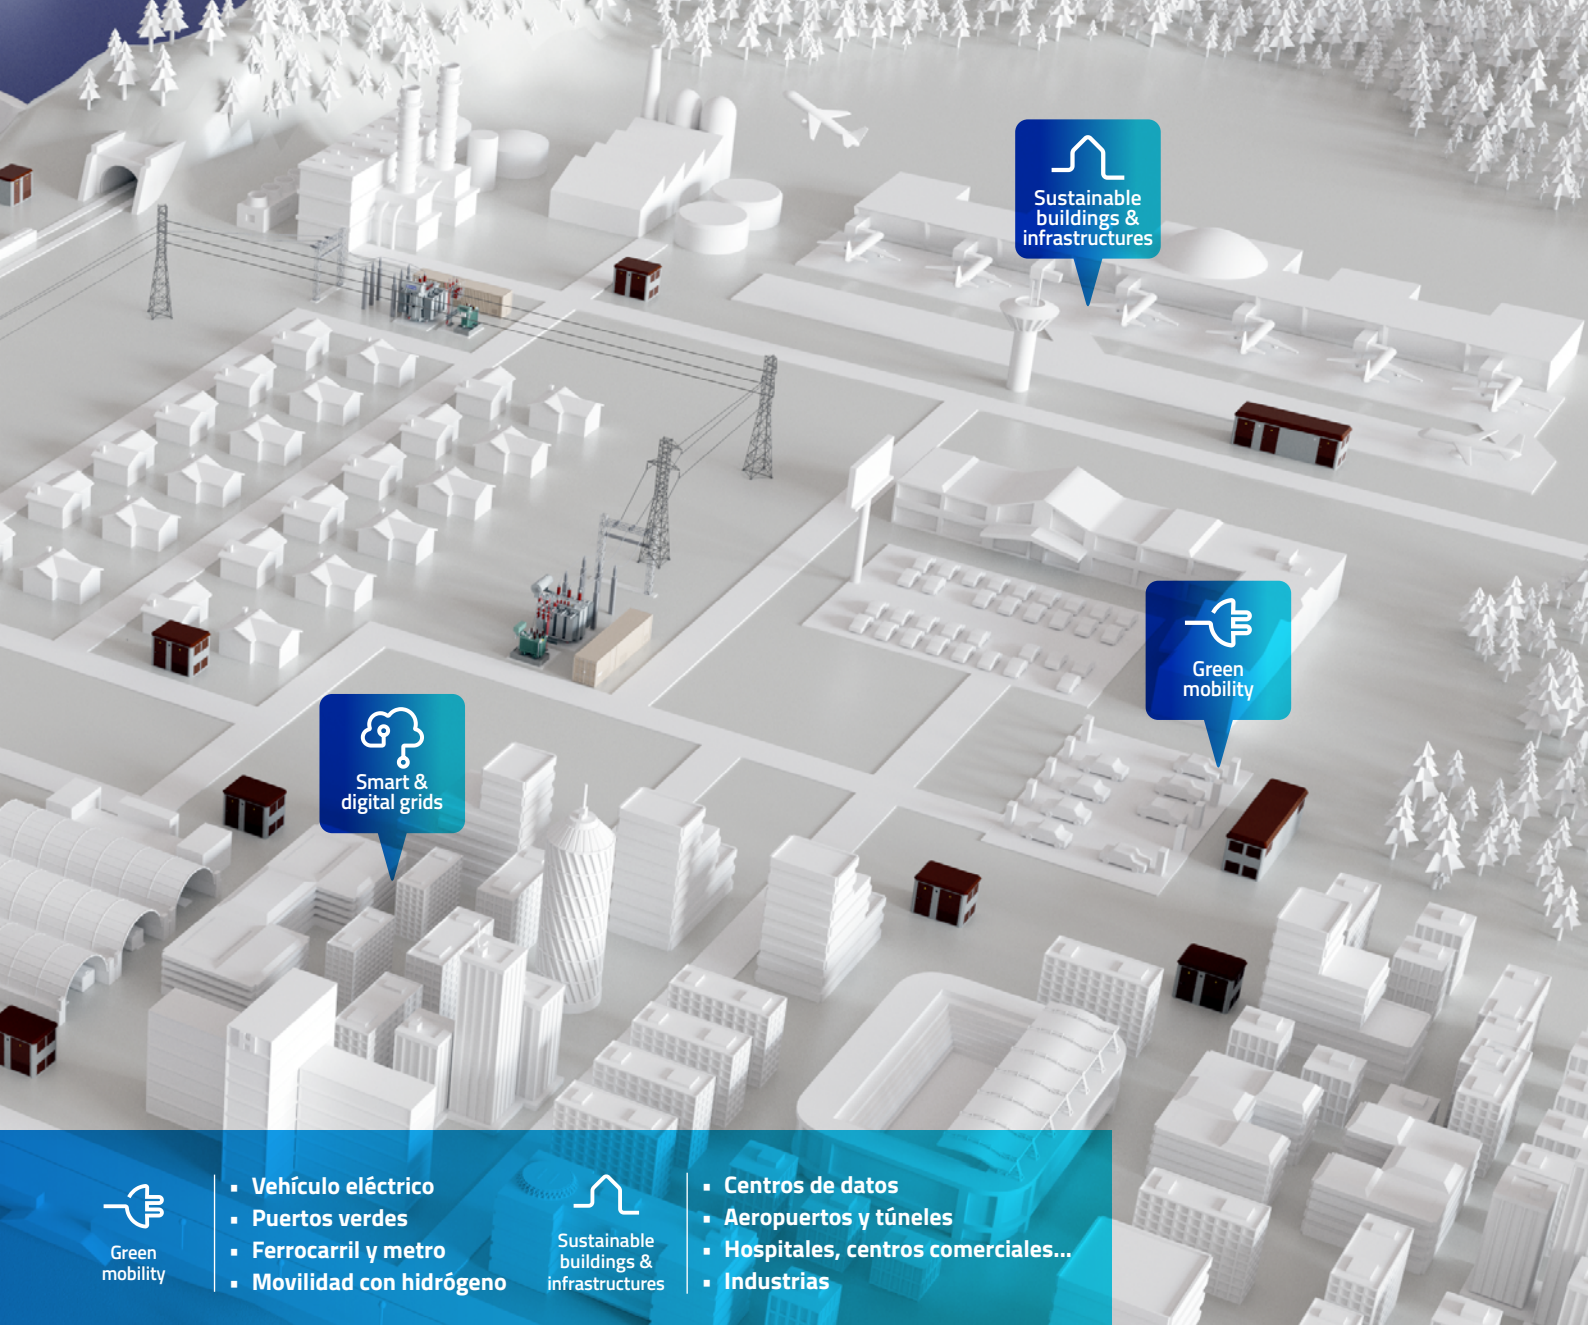 Sustainable
buildings &
infrastructures
Green
mobility
Smart &
digital grids
Green
mobility
▪ Vehículo eléctrico
▪ Puertos verdes
▪ Ferrocarril y metro
▪ Movilidad con hidrógeno
Sustainable
buildings &
infrastructures
▪ Centros de datos
▪ Aeropuertos y túneles
▪ Hospitales, centros comerciales...
▪ Industrias